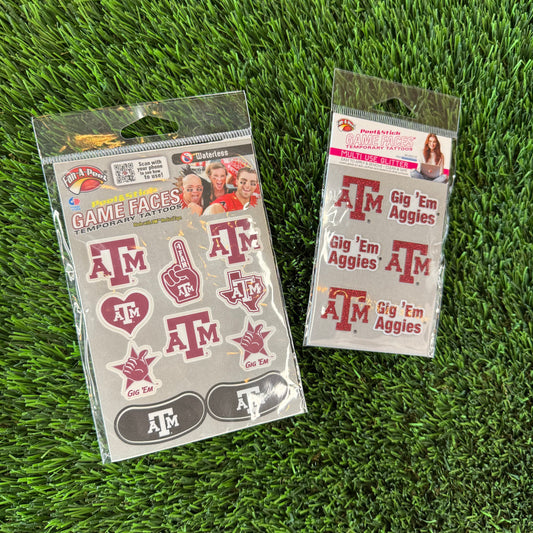 Fan-A-Peel
SCAN with
your phone
to see how
to use!
Waterless
Peel & Stick
GAME FACES
TEMPORARY TATTOOS
ATM
ATM
ATM
ATM
ATM
ATM
GIG 'EM
GIG 'EM
ATM
ATM
Peel & Stick
GAME FACES
TEMPORARY TATTOOS
MULTI USE GLITTER
ATM
Gig 'Em
Aggies
Gig 'Em
Aggies
ATM
ATM
Gig 'Em
Aggies